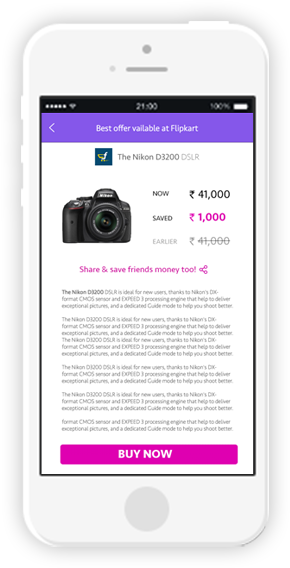 21:00 100%
Best offer vailable at Flipkart
The Nikon D3200 DSLR
NOW ₹ 41,000
SAVED ₹ 1,000
EARLIER ₹ 41,000
Share & save friends money too!
The Nikon D3200 DSLR is ideal for new users, thanks to Nikon's DX-
format CMOS sensor and EXPEED 3 processing engine that help to deliver
exceptional pictures, and a dedicated Guide mode to help you shoot better.
The Nikon D3200 DSLR is ideal for new users, thanks to Nikon's DX-
format CMOS sensor and EXPEED 3 processing engine that help to deliver
exceptional pictures, and a dedicated Guide mode to help you shoot better.
The Nikon D3200 DSLR is ideal for new users, thanks to Nikon's DX-
format CMOS sensor and EXPEED 3 processing engine that help to deliver
exceptional pictures, and a dedicated Guide mode to help you shoot better.
The Nikon D3200 DSLR is ideal for new users, thanks to Nikon's DX-
format CMOS sensor and EXPEED 3 processing engine that help to deliver
exceptional pictures, and a dedicated Guide mode to help you shoot better.
The Nikon D3200 DSLR is ideal for new users, thanks to Nikon's DX-
format CMOS sensor and EXPEED 3 processing engine that help to deliver
exceptional pictures, and a dedicated Guide mode to help you shoot better.
format CMOS sensor and EXPEED 3 processing engine that help to deliver
exceptional pictures, and a dedicated Guide mode to help you shoot better.
BUY NOW